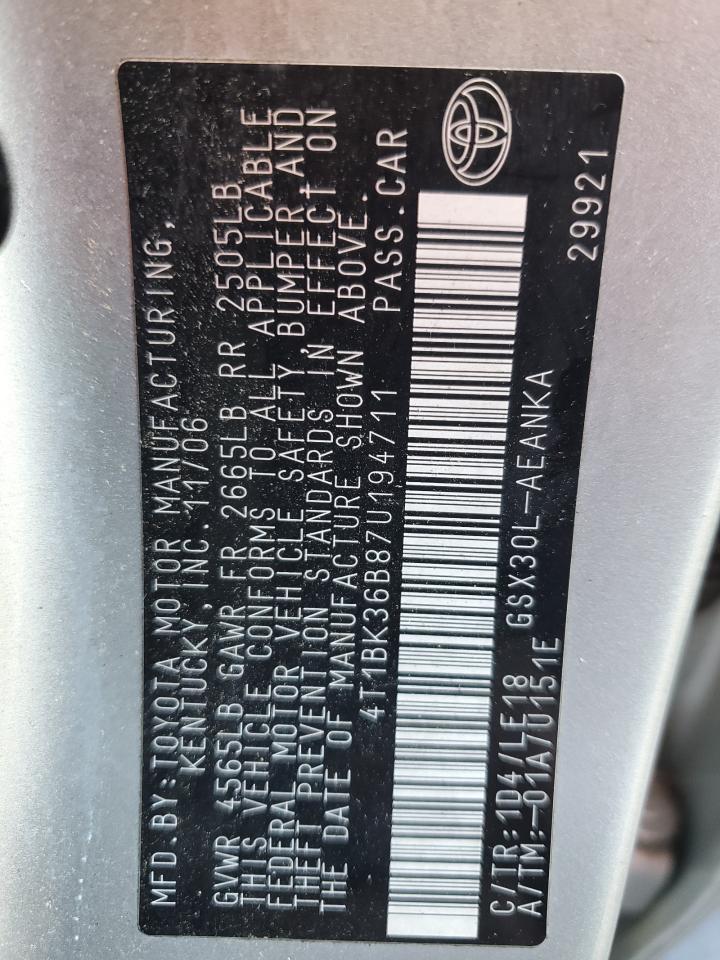 MFD.BY:TOYOTA MOTOR MANUFACTURING,
KENTUCKY, INC. 11/06
GVWR 4565LB GAWR FR 2665LB RR 2505LB
THIS VEHICLE CONFORMS TO ALL APPLICABLE
FEDERAL MOTOR VEHICLE SAFETY, BUMPER AND
THEFT PREVENTION STANDARDS IN EFFECT ON
THE DATE OF MANUFACTURE SHOWN ABOVE.
4T1BK36B87U194711 PASS.CAR
C/TR:1D4/LE18 GSX30L-AEANKA
A/TM:-01A/U151E 29921